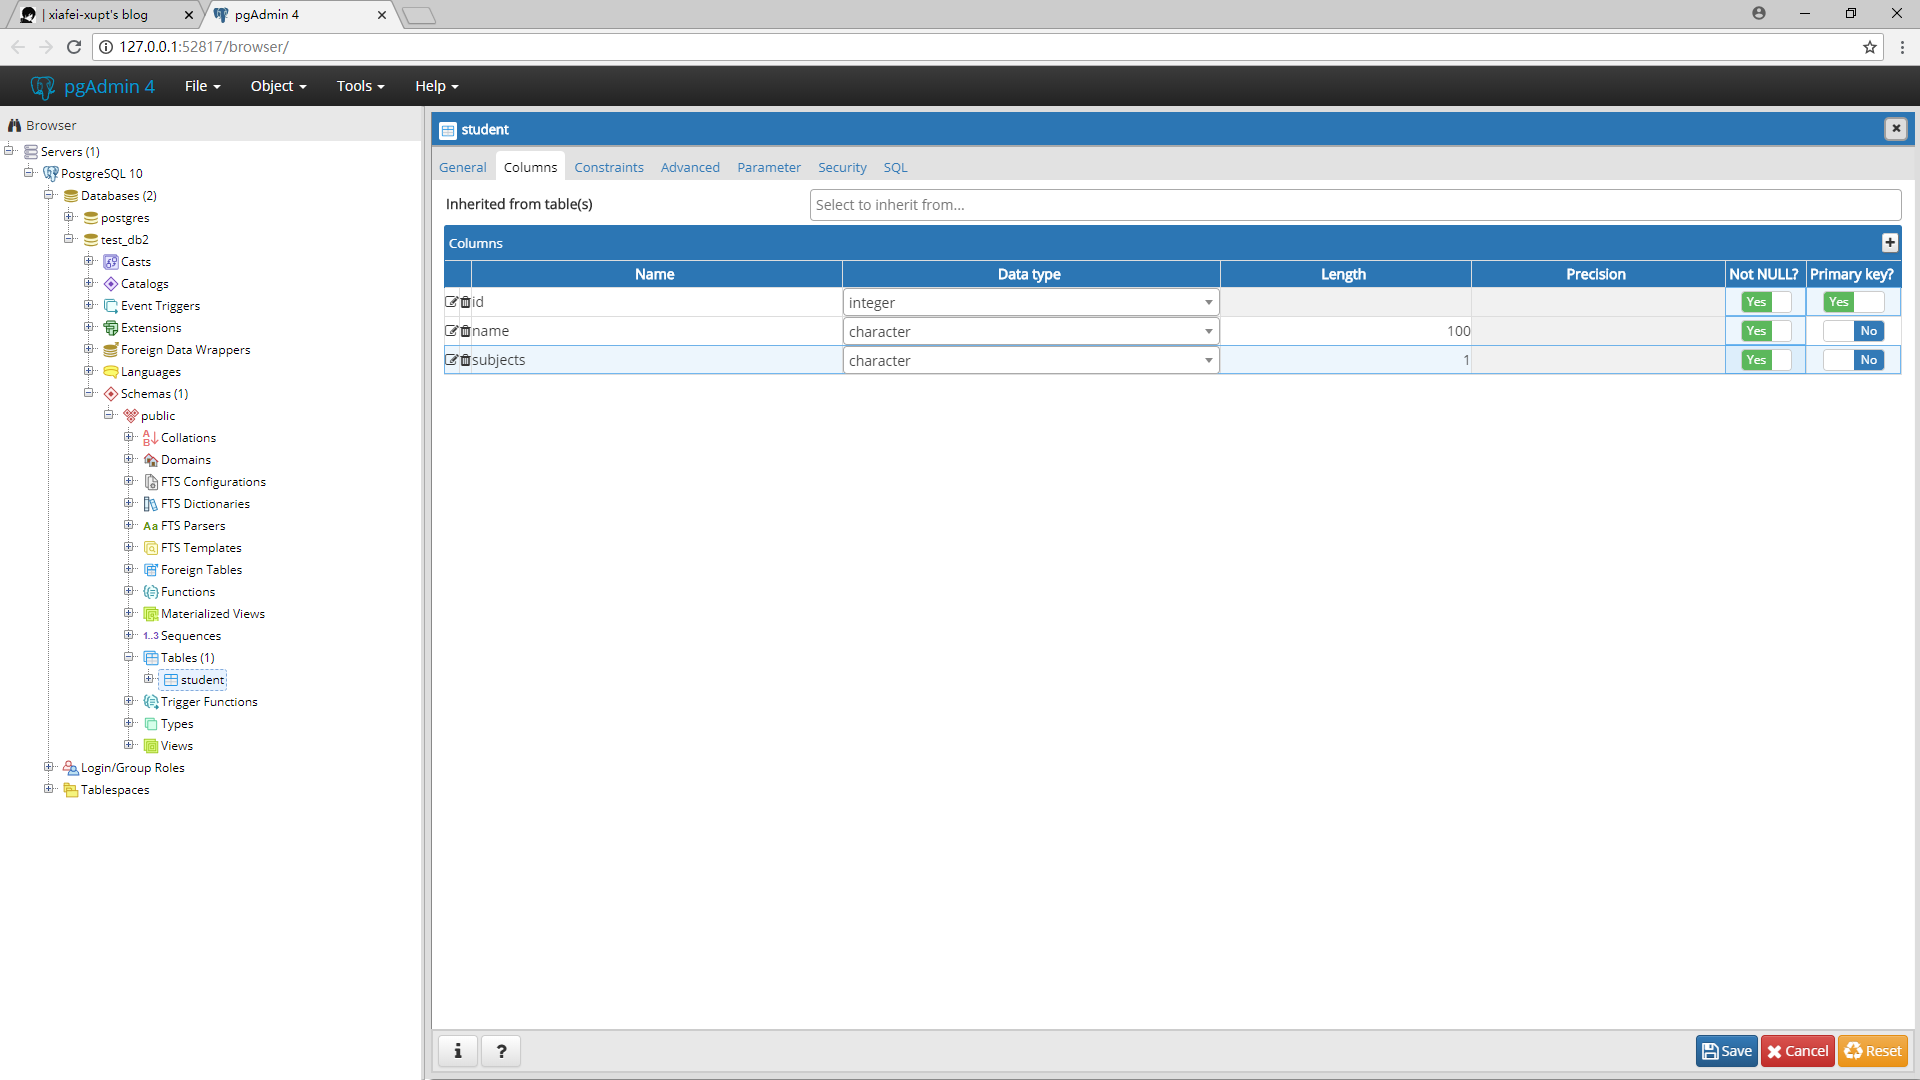 | xiafei-xupt's blog
pgAdmin 4
127.0.0.1:52817/browser/
pgAdmin 4
File
Object
Tools
Help
Browser
Servers (1)
PostgreSQL 10
Databases (2)
postgres
test_db2
Casts
Catalogs
Event Triggers
Extensions
Foreign Data Wrappers
Languages
Schemas (1)
public
Collations
Domains
FTS Configurations
FTS Dictionaries
Aa FTS Parsers
FTS Templates
Foreign Tables
Functions
Materialized Views
1..3 Sequences
Tables (1)
student
Trigger Functions
Types
Views
Login/Group Roles
Tablespaces
student
General Columns Constraints Advanced Parameter Security SQL
Inherited from table(s) Select to inherit from...
Columns
Name Data type Length Precision Not NULL? Primary key?
id integer Yes Yes
name character 100 Yes No
subjects character 1 Yes No
i ? Save Cancel Reset